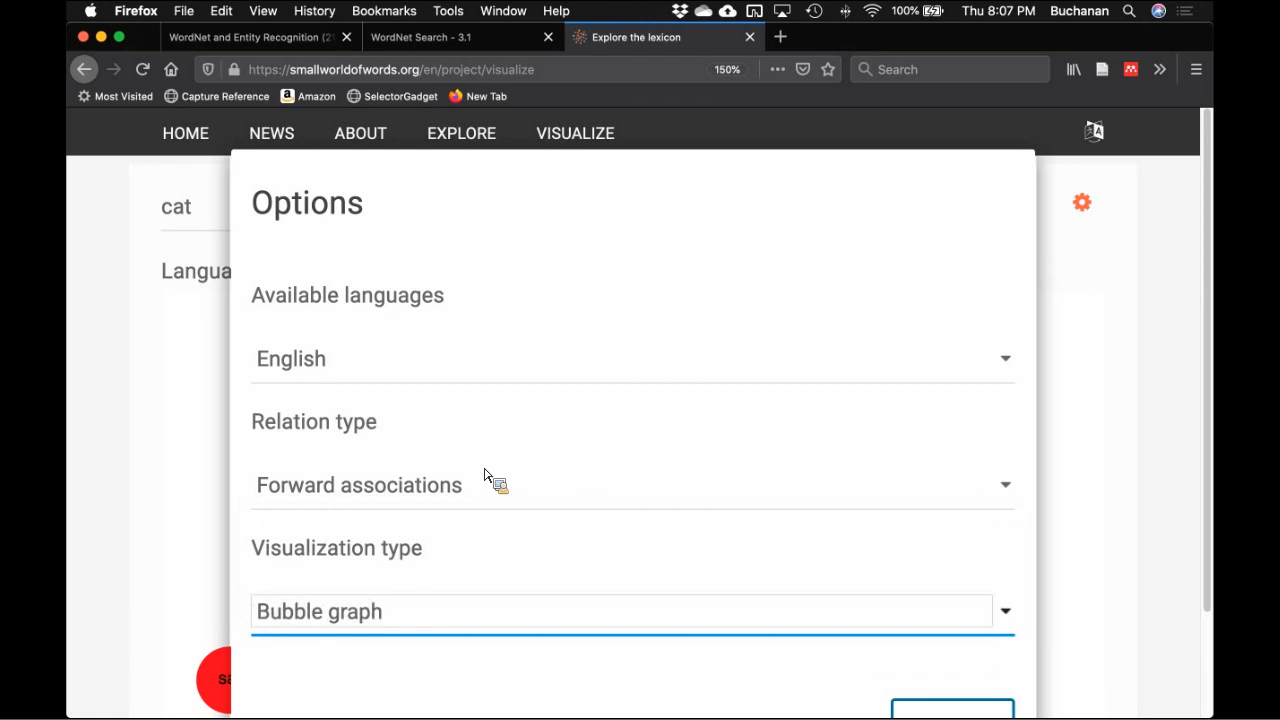 Firefox File Edit View History Bookmarks Tools Window Help 100% Thu 8:07 PM Buchanan
WordNet and Entity Recognition (21 WordNet Search - 3.1 Explore the lexicon
https://smallworldofwords.org/en/project/visualize 150% Search
Most Visited Capture Reference Amazon SelectorGadget New Tab
HOME NEWS ABOUT EXPLORE VISUALIZE
cat
Options
Langua
Available languages
English
Relation type
Forward associations
Visualization type
Bubble graph